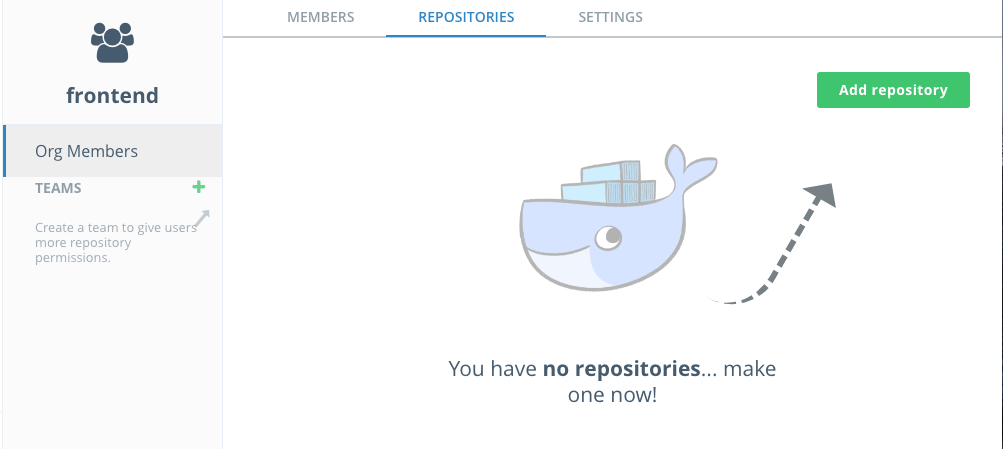 MEMBERS REPOSITORIES SETTINGS
frontend
Org Members
TEAMS
Create a team to give users
more repository
permissions.
Add repository
You have no repositories... make
one now!